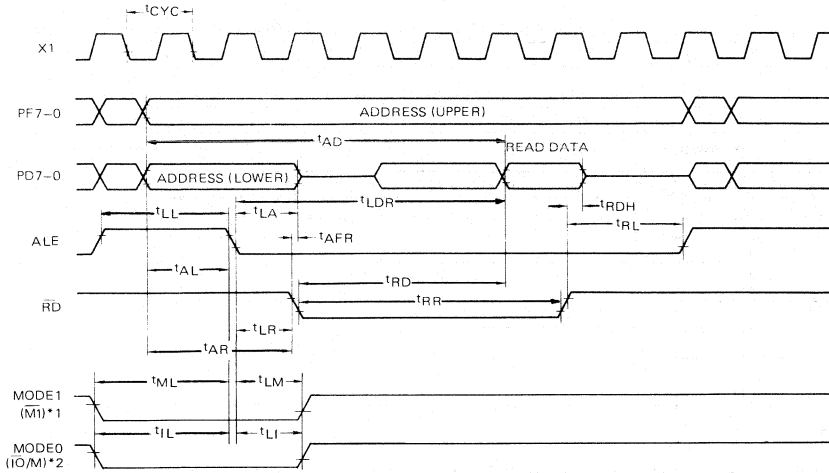 tCYC
X1
PF7-0
ADDRESS (UPPER)
tAD
READ DATA
PD7-0
ADDRESS (LOWER)
tLDR
tRDH
tLL
tLA
tRL
ALE
tAFR
tAL
tRD
RD
tRR
tLR
tAR
tML
tLM
MODE1
(M1)*1
tIL
tLI
MODE0
(IO/M)*2